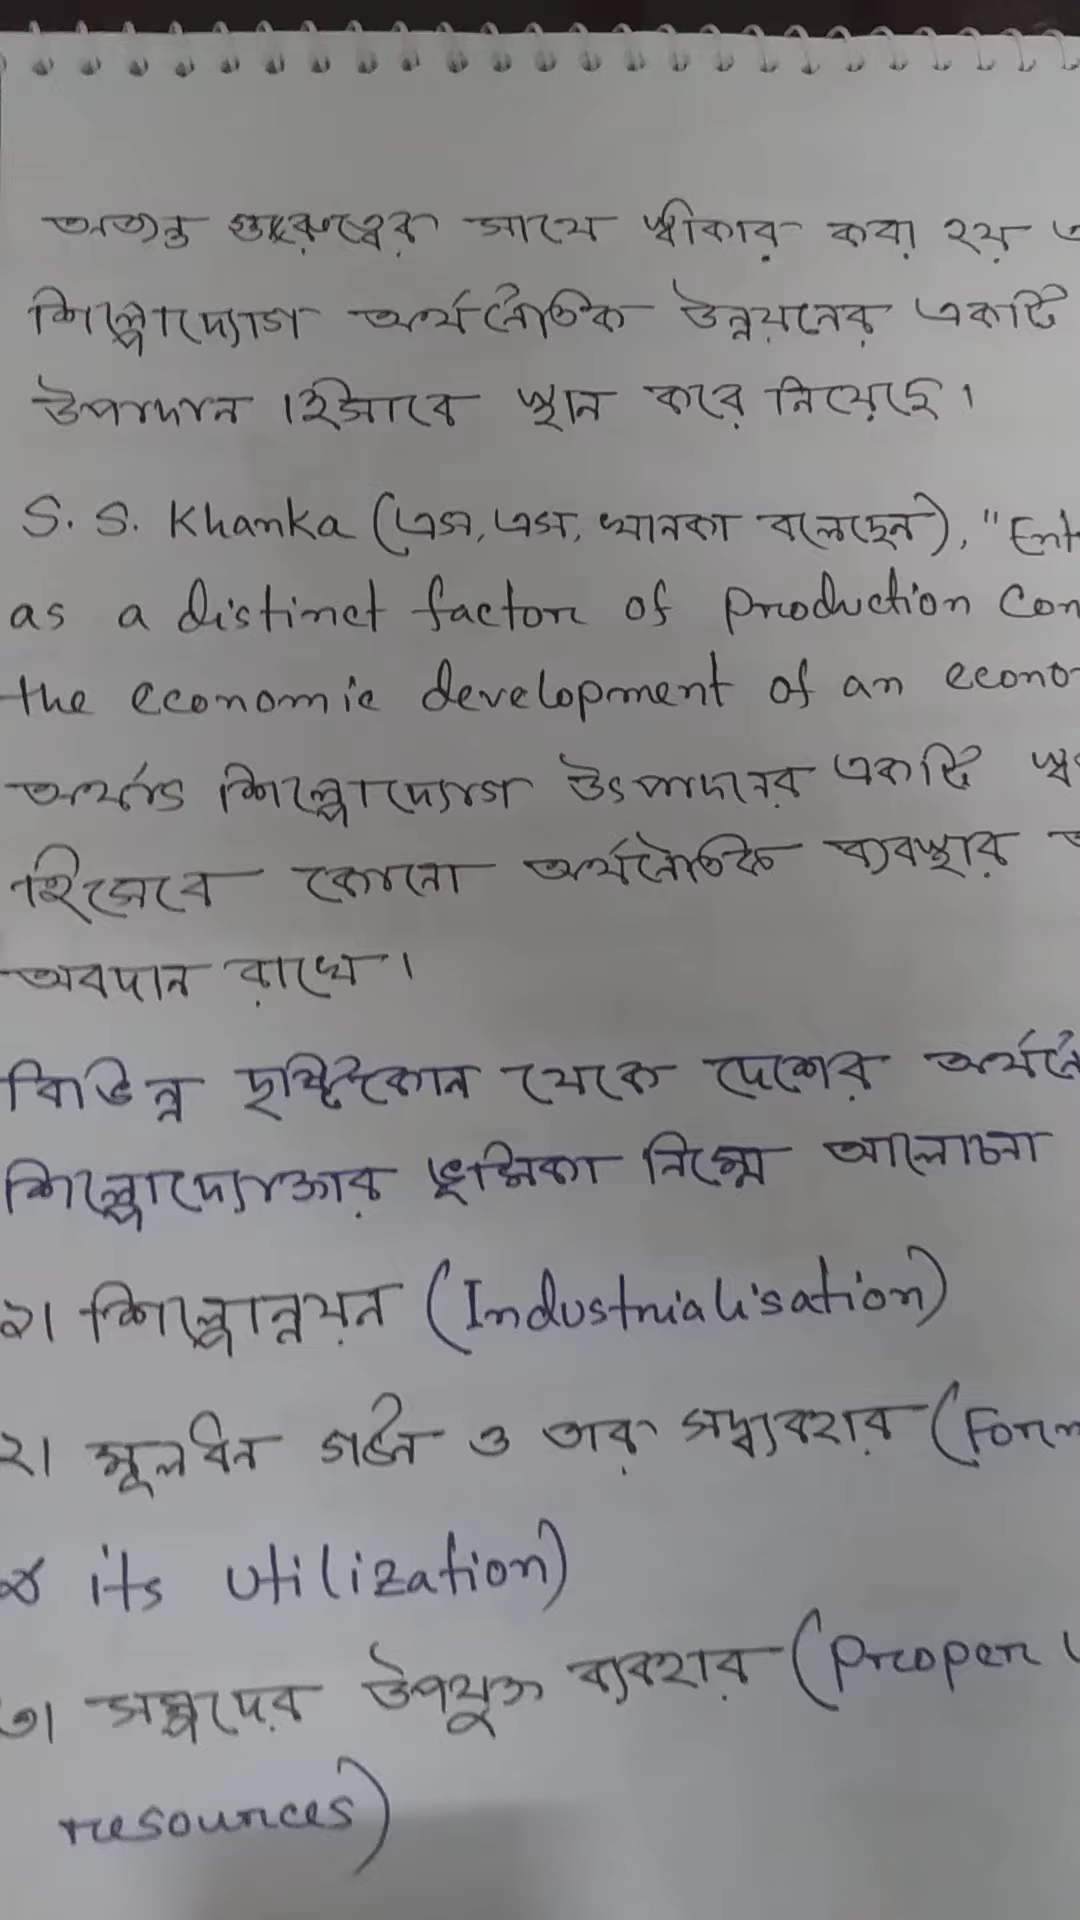 অত্যন্ত গুরুত্বের সাথে স্বীকার করা হয়
শিল্পোদ্যোগ অর্থনৈতিক উন্নয়নের একটি
উপাদান হিসাবে স্থান করে নিয়েছে।
S. S. Khanka (এস, এস, খানকা বলেছেন), "Ent
as a distinct factor of production con
the economic development of an econo
অর্থাৎ শিল্পোদ্যোগ উৎপাদনের একটি স্ব
হিসেবে কোনো অর্থনৈতিক ব্যবস্থার
অবদান রাখে।
বিভিন্ন দৃষ্টিকোন থেকে দেশের অর্থনৈ
শিল্পোদ্যোক্তার ভূমিকা নিম্মে আলোচনা
১। শিল্পোন্নয়ন (Industrialisation)
২। মূলধন গঠন ও তার সদ্ব্যবহার (Form
& its utilization)
৩। সম্পদের উপযুক্ত ব্যবহার (Proper
resources)